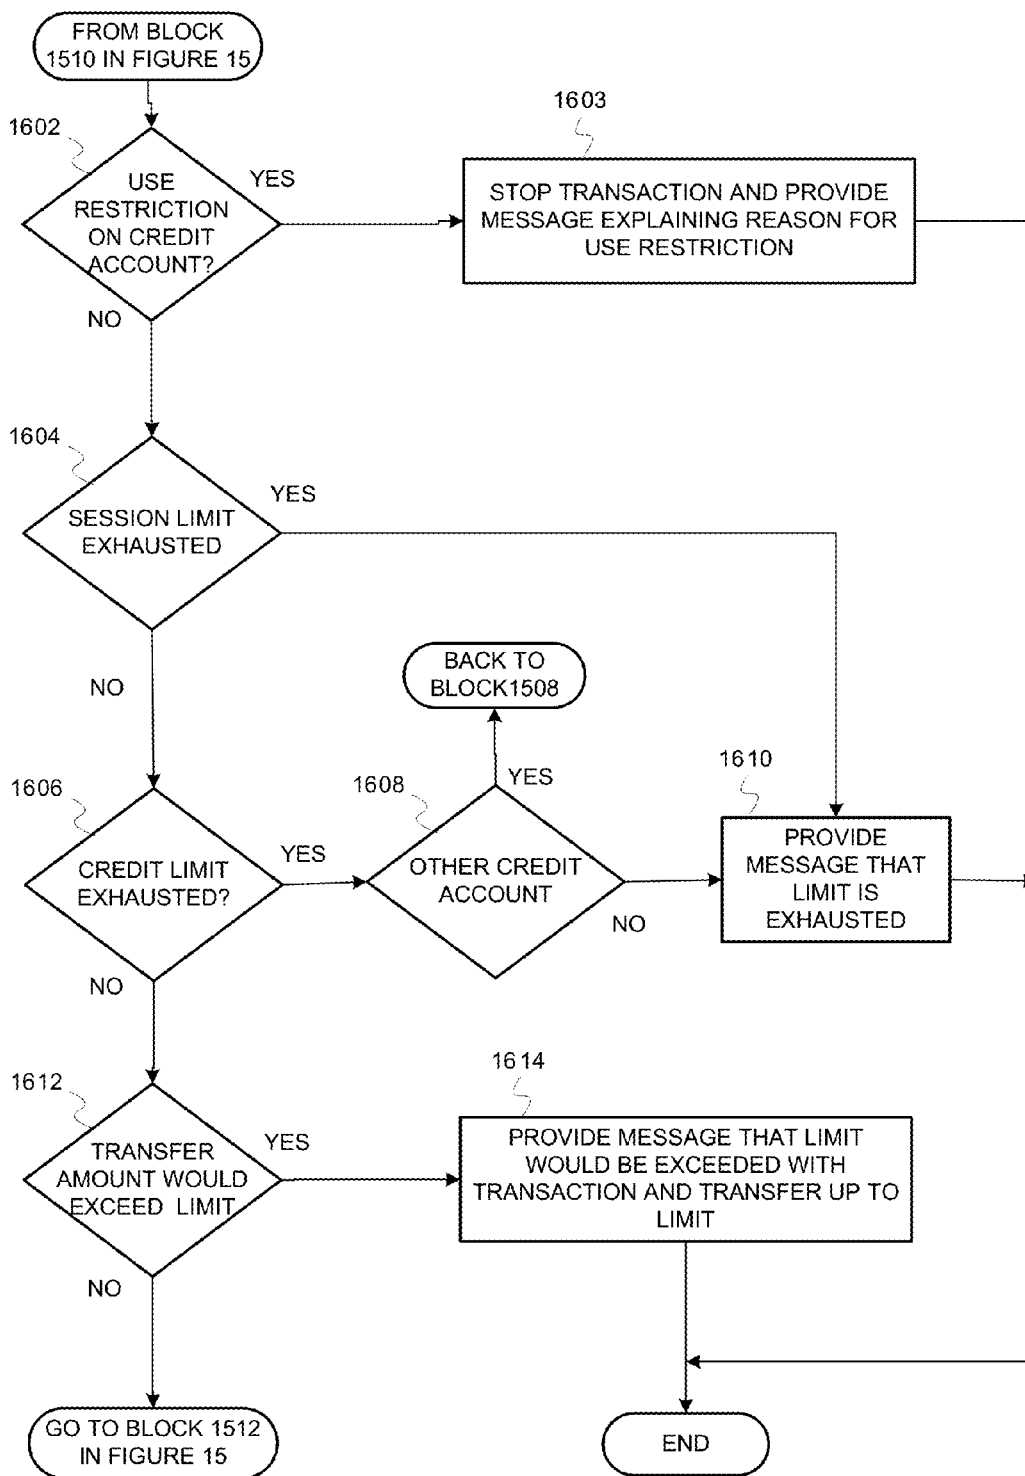 FROM BLOCK
1510 IN FIGURE 15
1602
USE
RESTRICTION
ON CREDIT
ACCOUNT?
YES
NO
1603
STOP TRANSACTION AND PROVIDE
MESSAGE EXPLAINING REASON FOR
USE RESTRICTION
1604
SESSION LIMIT
EXHAUSTED
YES
NO
BACK TO
BLOCK1508
1606
CREDIT LIMIT
EXHAUSTED?
YES
NO
1608
OTHER CREDIT
ACCOUNT
YES
NO
1610
PROVIDE
MESSAGE THAT
LIMIT IS
EXHAUSTED
1612
TRANSFER
AMOUNT WOULD
EXCEED LIMIT
YES
NO
1614
PROVIDE MESSAGE THAT LIMIT
WOULD BE EXCEEDED WITH
TRANSACTION AND TRANSFER UP TO
LIMIT
GO TO BLOCK 1512
IN FIGURE 15
END